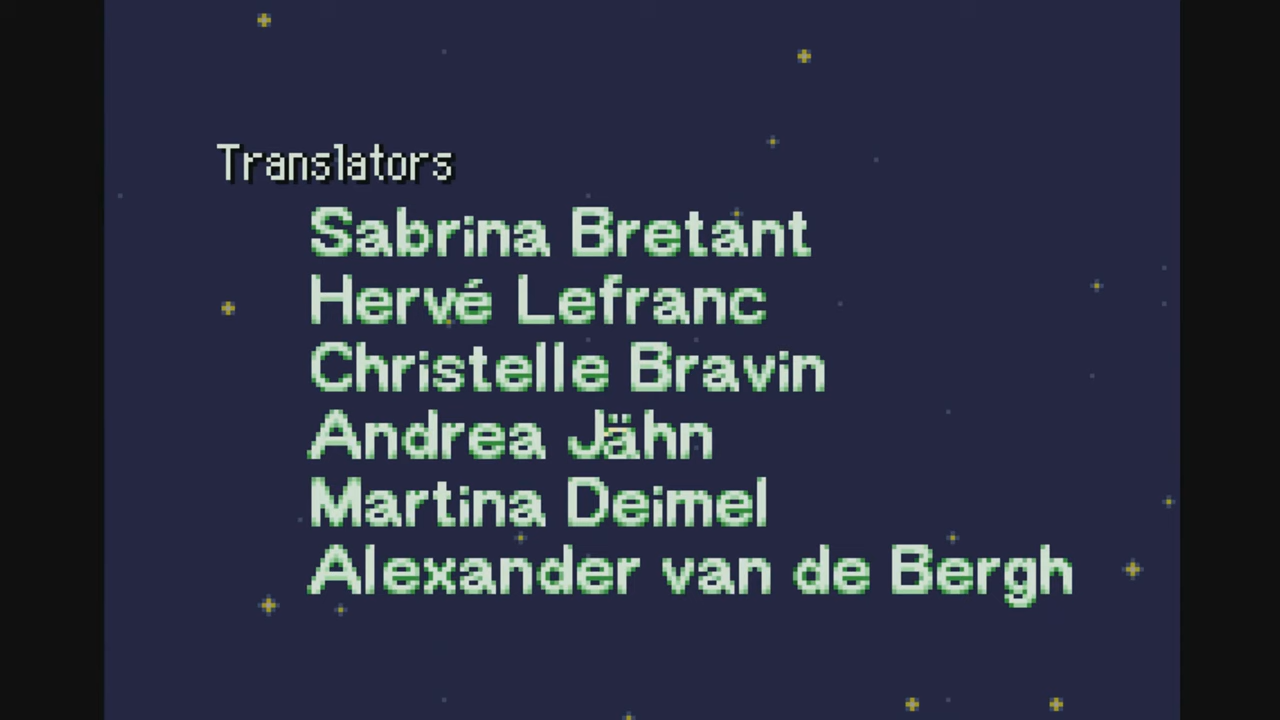 Translators
Sabrina Bretant
Hervé Lefranc
Christelle Bravin
Andrea Jähn
Martina Deimel
Alexander van de Bergh